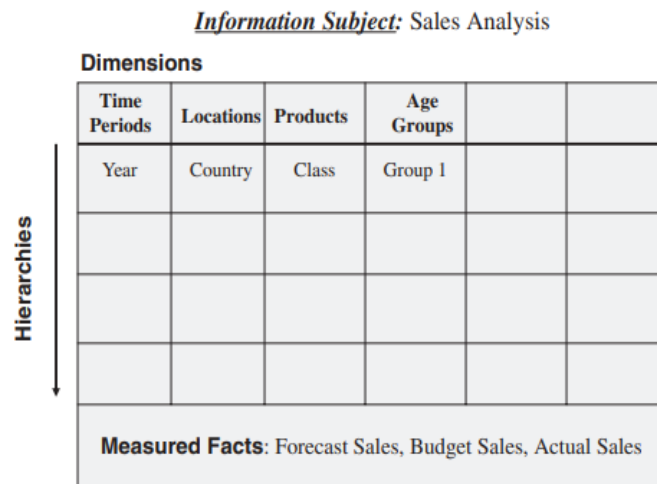 Information Subject: Sales Analysis
Dimensions
Time Periods Locations Products Age Groups
Year Country Class Group 1
Hierarchies
Measured Facts: Forecast Sales, Budget Sales, Actual Sales